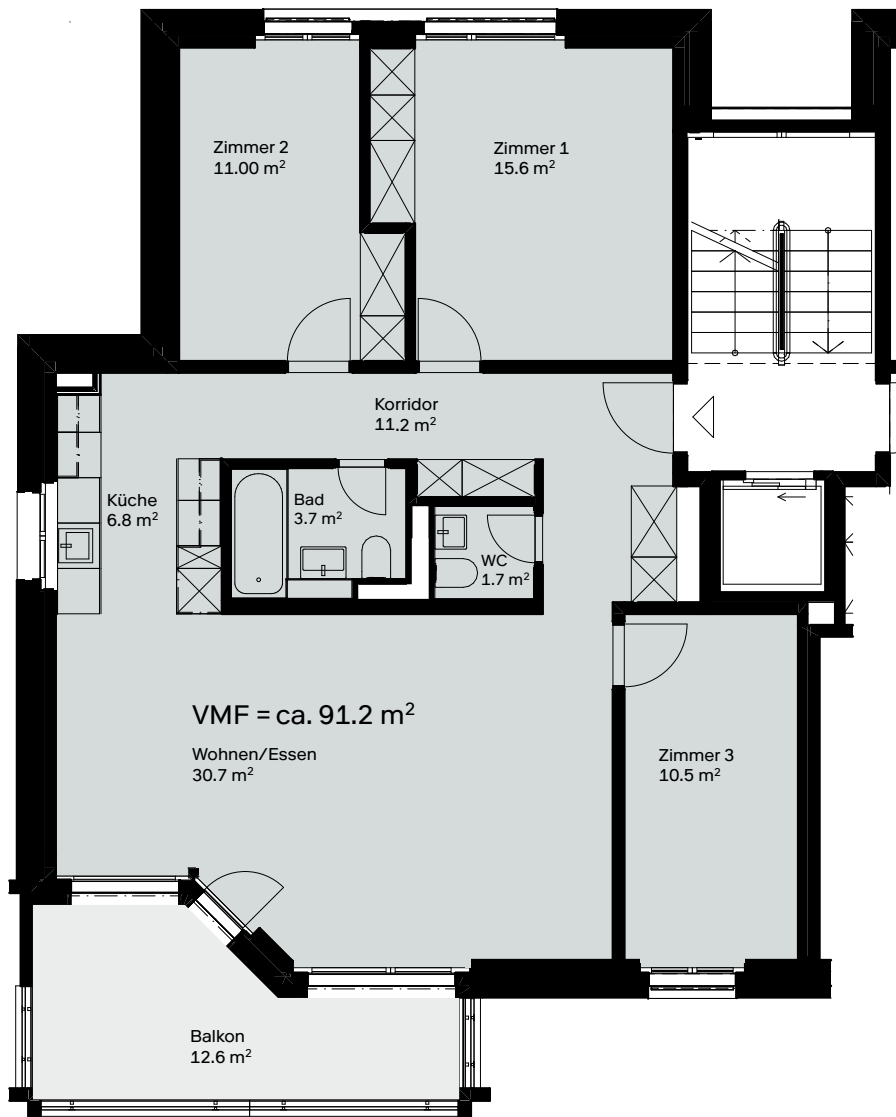 Zimmer 2
11.00 m²
Zimmer 1
15.6 m²
Korridor
11.2 m²
Küche
6.8 m²
Bad
3.7 m²
WC
1.7 m²
VMF = ca. 91.2 m²
Wohnen/Essen
30.7 m²
Zimmer 3
10.5 m²
Balkon
12.6 m²